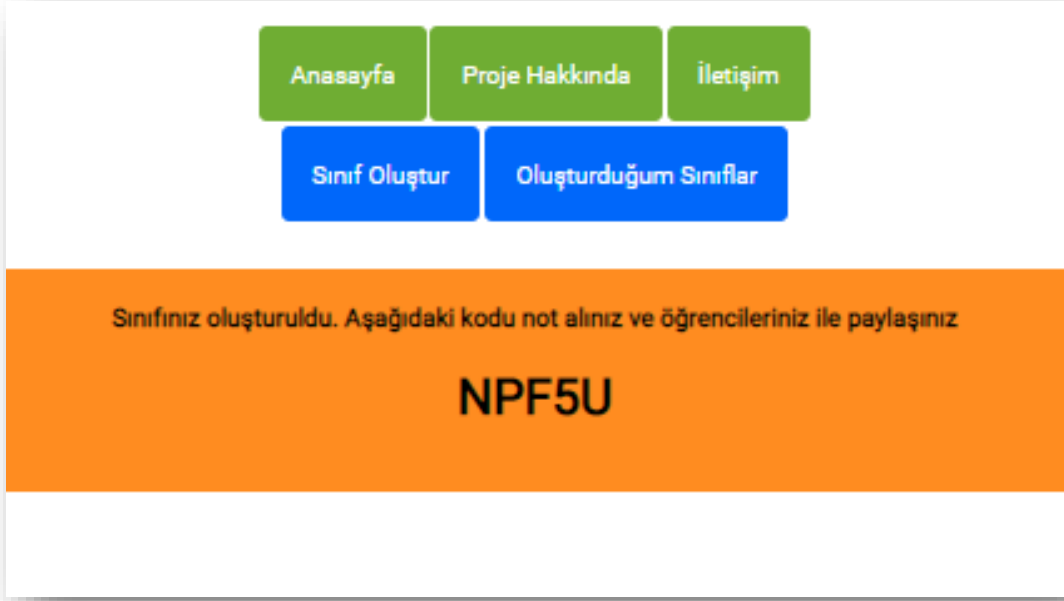 Anasayfa Proje Hakkında İletişim
Sınıf Oluştur Oluşturduğum Sınıflar
Sınıfınız oluşturuldu. Aşağıdaki kodu not alınız ve öğrencileriniz ile paylaşınız
NPF5U